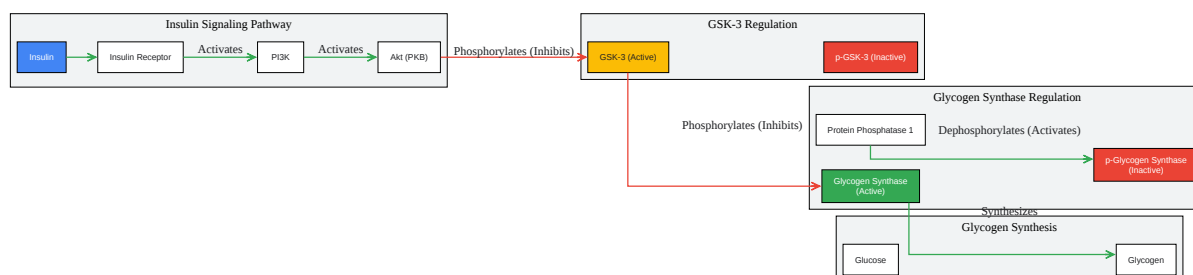 Insulin Signaling Pathway
Insulin
Insulin Receptor
Activates
PI3K
Activates
Akt (PKB)
Phosphorylates (Inhibits)
GSK-3 Regulation
GSK-3 (Active)
p-GSK-3 (Inactive)
Glycogen Synthase Regulation
Phosphorylates (Inhibits)
Protein Phosphatase 1
Dephosphorylates (Activates)
p-Glycogen Synthase
(Inactive)
Glycogen Synthase
(Active)
Synthesizes
Glycogen Synthesis
Glucose
Glycogen